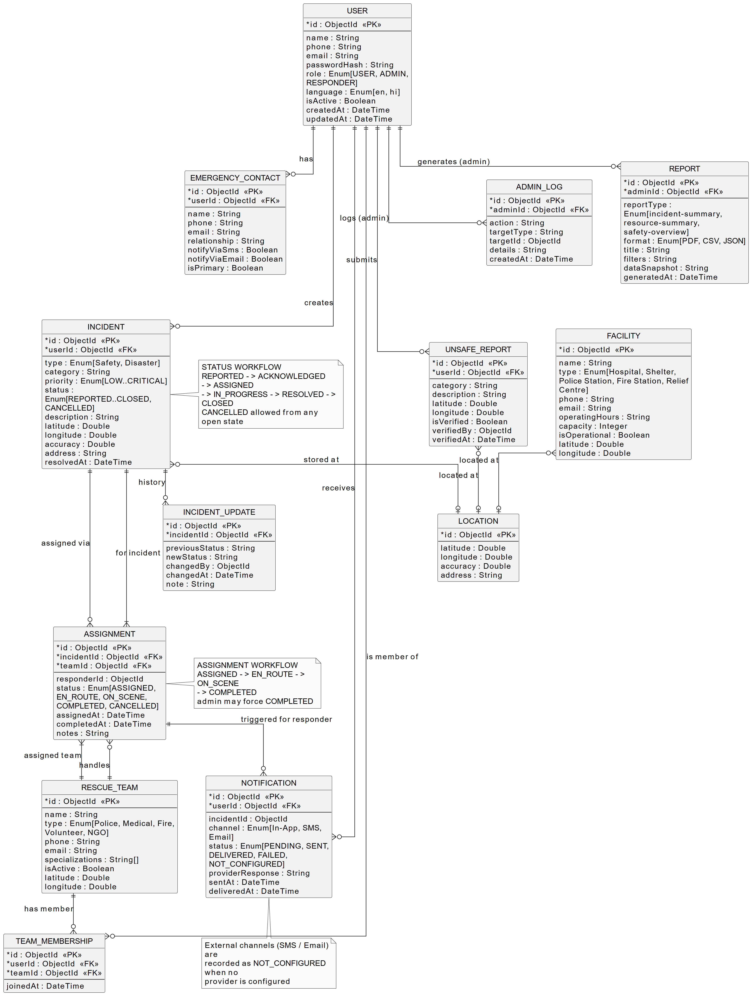 USER
*id : ObjectId «PK»
name : String
phone : String
email : String
passwordHash : String
role : Enum[USER, ADMIN,
RESPONDER]
language : Enum[en, hi]
isActive : Boolean
createdAt : DateTime
updatedAt : DateTime
has
generates (admin)
EMERGENCY_CONTACT
*id : ObjectId «PK»
*userId : ObjectId «FK»
name : String
phone : String
email : String
relationship : String
notifyViaSms : Boolean
notifyViaEmail : Boolean
isPrimary : Boolean
logs (admin)
submits
creates
ADMIN_LOG
*id : ObjectId «PK»
*adminId : ObjectId «FK»
action : String
targetType : String
targetId : ObjectId
details : String
createdAt : DateTime
REPORT
*id : ObjectId «PK»
*adminId : ObjectId «FK»
reportType :
Enum[incident-summary,
resource-summary,
safety-overview]
format : Enum[PDF, CSV, JSON]
title : String
filters : String
dataSnapshot : String
generatedAt : DateTime
INCIDENT
*id : ObjectId «PK»
*userId : ObjectId «FK»
type : Enum[Safety, Disaster]
category : String
priority : Enum[LOW..CRITICAL]
status :
Enum[REPORTED..CLOSED,
CANCELLED]
description : String
latitude : Double
longitude : Double
accuracy : Double
address : String
resolvedAt : DateTime
STATUS WORKFLOW
REPORTED - > ACKNOWLEDGED
- > ASSIGNED
- > IN_PROGRESS - > RESOLVED - >
CLOSED
CANCELLED allowed from any
open state
UNSAFE_REPORT
*id : ObjectId «PK»
*userId : ObjectId «FK»
category : String
description : String
latitude : Double
longitude : Double
isVerified : Boolean
verifiedBy : ObjectId
verifiedAt : DateTime
FACILITY
*id : ObjectId «PK»
name : String
type : Enum[Hospital, Shelter,
Police Station, Fire Station, Relief
Centre]
phone : String
email : String
operatingHours : String
capacity : Integer
isOperational : Boolean
latitude : Double
longitude : Double
stored at
located at
located at
history
receives
INCIDENT_UPDATE
*id : ObjectId «PK»
*incidentId : ObjectId «FK»
previousStatus : String
newStatus : String
changedBy : ObjectId
changedAt : DateTime
note : String
LOCATION
*id : ObjectId «PK»
latitude : Double
longitude : Double
accuracy : Double
address : String
assigned via
for incident
ASSIGNMENT
*id : ObjectId «PK»
*incidentId : ObjectId «FK»
*teamId : ObjectId «FK»
responderId : ObjectId
status : Enum[ASSIGNED,
EN_ROUTE, ON_SCENE,
COMPLETED, CANCELLED]
assignedAt : DateTime
completedAt : DateTime
notes : String
ASSIGNMENT WORKFLOW
ASSIGNED - > EN_ROUTE - >
ON_SCENE
- > COMPLETED
admin may force COMPLETED
is member of
triggered for responder
assigned team
handles
RESCUE_TEAM
*id : ObjectId «PK»
name : String
type : Enum[Police, Medical, Fire,
Volunteer, NGO]
phone : String
email : String
specializations : String[]
isActive : Boolean
latitude : Double
longitude : Double
NOTIFICATION
*id : ObjectId «PK»
*userId : ObjectId «FK»
incidentId : ObjectId
channel : Enum[In-App, SMS,
Email]
status : Enum[PENDING, SENT,
DELIVERED, FAILED,
NOT_CONFIGURED]
providerResponse : String
sentAt : DateTime
deliveredAt : DateTime
has member
TEAM_MEMBERSHIP
*id : ObjectId «PK»
*userId : ObjectId «FK»
*teamId : ObjectId «FK»
joinedAt : DateTime
External channels (SMS / Email)
are
recorded as NOT_CONFIGURED
when no
provider is configured